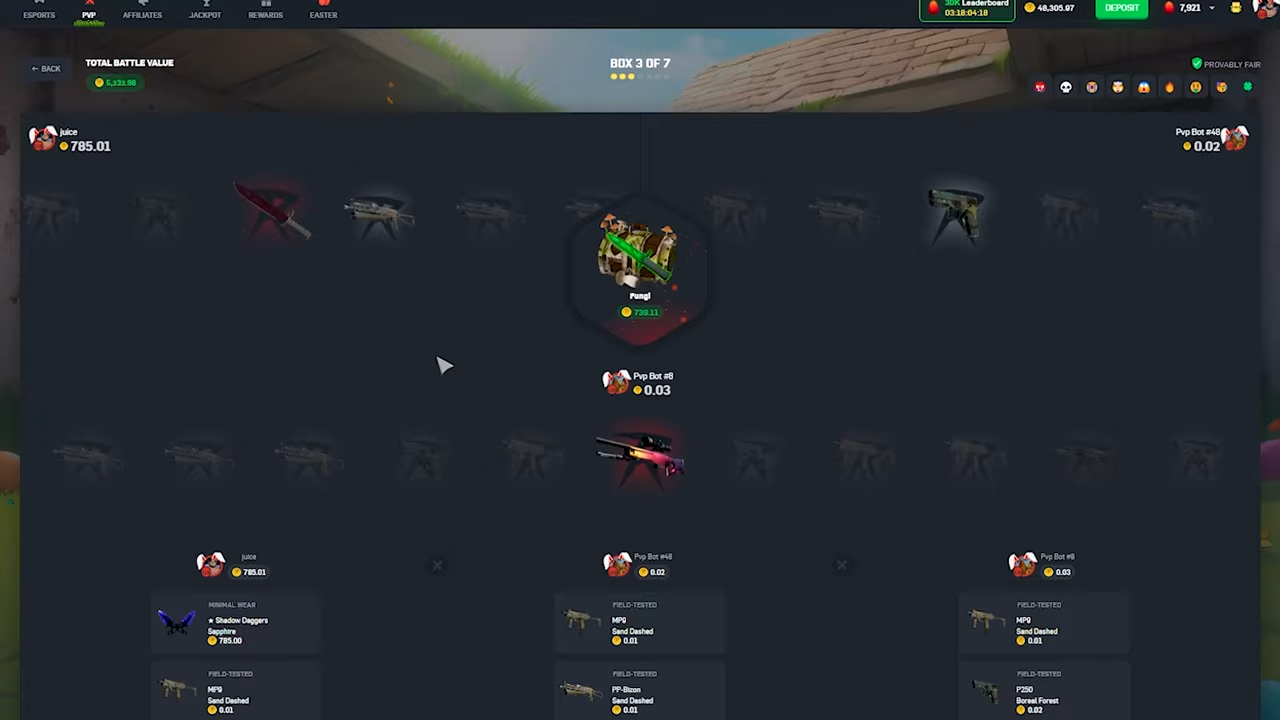 ESPORTS
PVP
AFFILIATES
JACKPOT
REWARDS
EASTER
30K Leaderboard
03:18:04:18
48,305.97
DEPOSIT
7,921
← BACK
TOTAL BATTLE VALUE
5,232.98
BOX 3 OF 7
PROVABLY FAIR
juice
785.01
Pvp Bot #48
0.02
Fungi
739.11
Pvp Bot #8
0.03
juice
785.01
Pvp Bot #48
0.02
Pvp Bot #8
0.03
MINIMAL WEAR
★ Shadow Daggers
Sapphire
785.00
FIELD-TESTED
MP9
Sand Dashed
0.01
FIELD-TESTED
MP9
Sand Dashed
0.01
FIELD-TESTED
MP9
Sand Dashed
0.01
FIELD-TESTED
PP-Bizon
Sand Dashed
0.01
FIELD-TESTED
P250
Boreal Forest
0.02